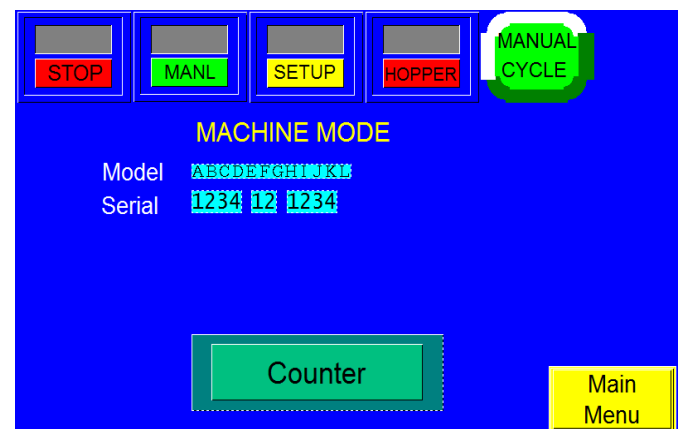 STOP MANL SETUP HOPPER MANUAL CYCLE
MACHINE MODE
Model ABCDEFGHIJKL
Serial 1234 12 1234
Counter
Main
Menu